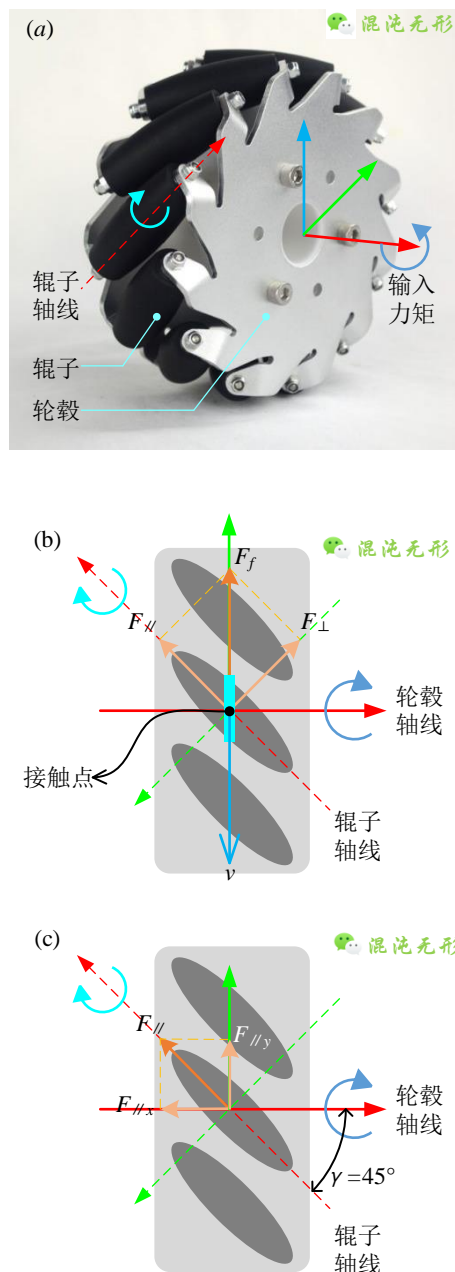 (a)
混沌无形
辊子
轴线
输入
力矩
辊子
轮毂
(b)
混沌无形
F_f
F_∥
F_⊥
轮毂
轴线
接触点
辊子
轴线
v
(c)
混沌无形
F_∥
F_∥y
F_∥x
轮毂
轴线
γ=45°
辊子
轴线